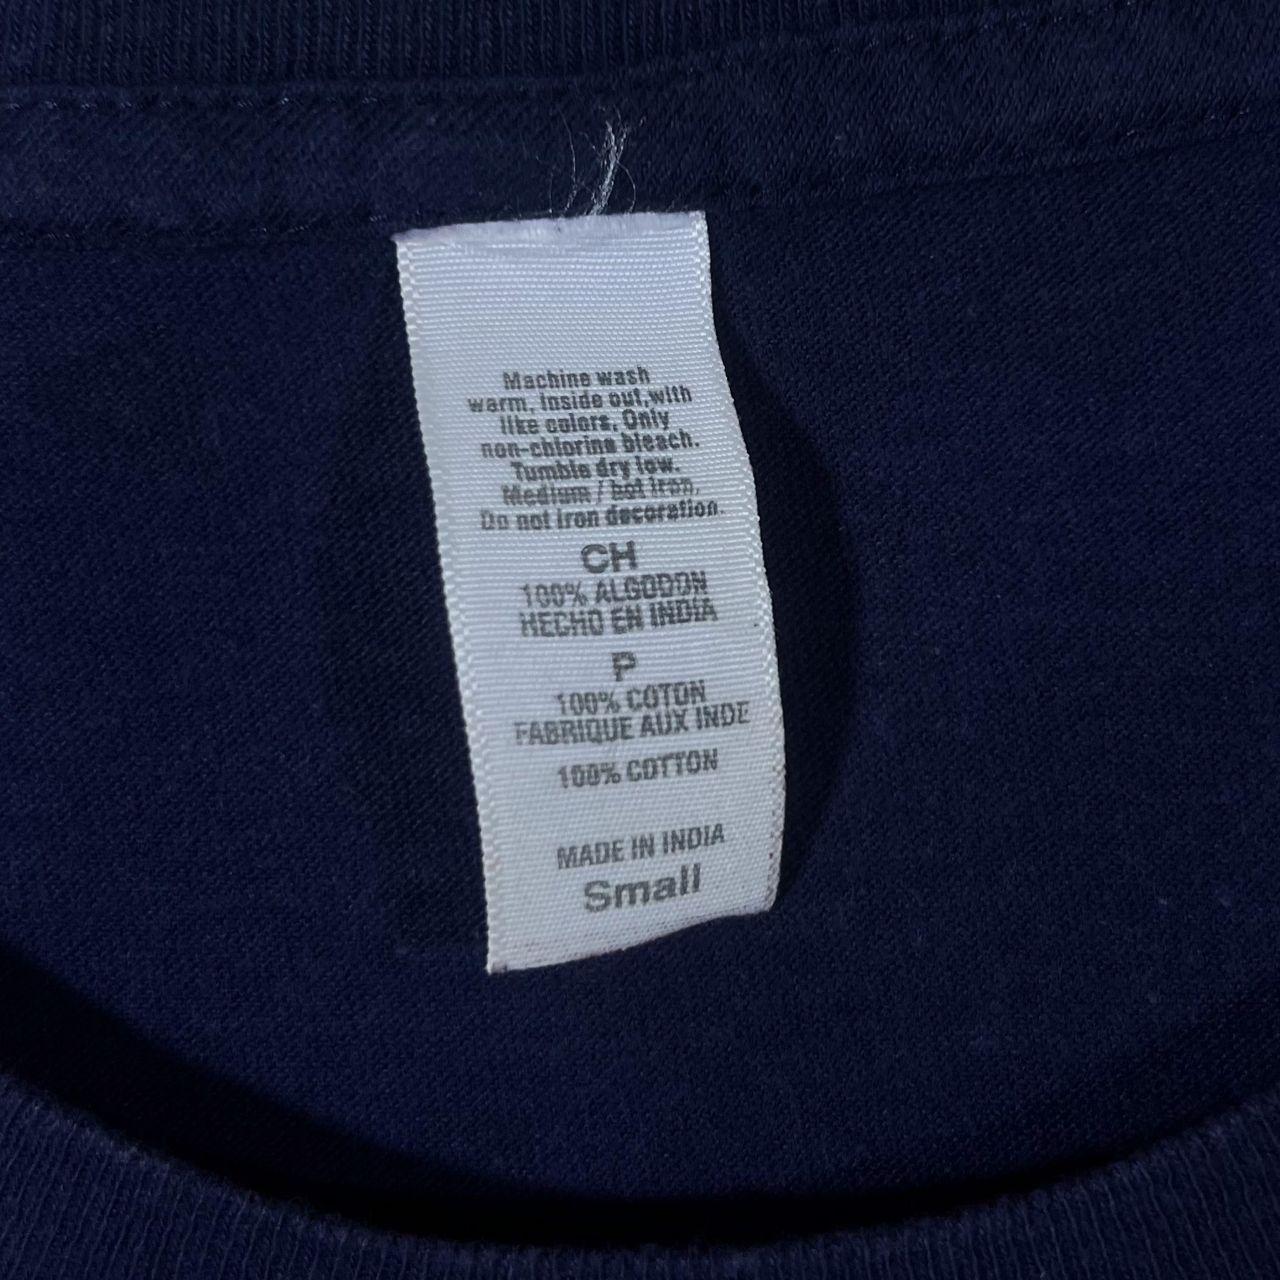 Machine wash
warm, inside out,with
like colors, Only
non-chlorine bleach.
Tumble dry low.
Medium / hot iron.
Do not iron decoration.
CH
100% ALGODON
HECHO EN INDIA
P
100% COTON
FABRIQUE AUX INDE
100% COTTON
MADE IN INDIA
Small